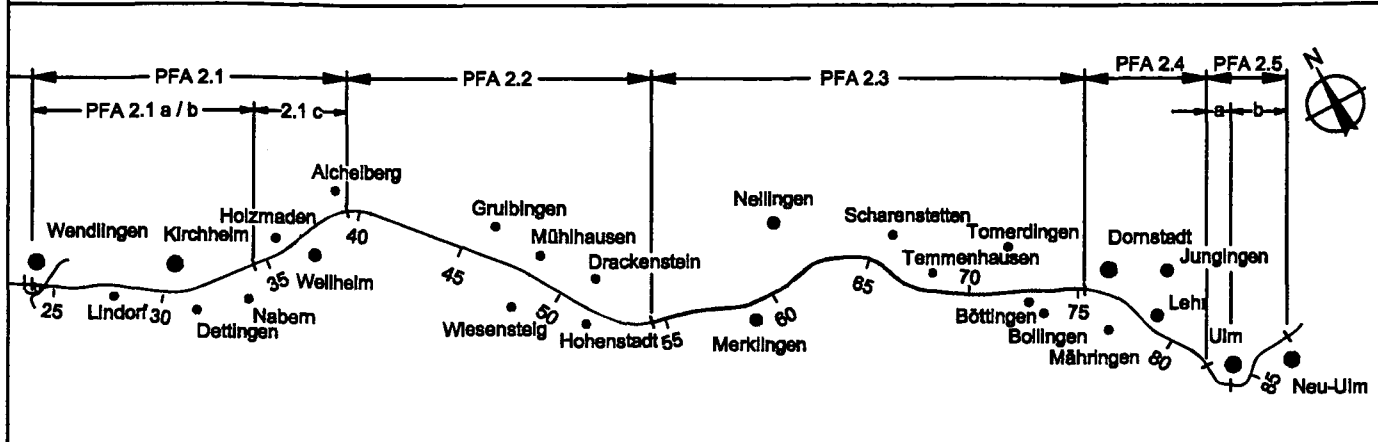 PFA 2.1
PFA 2.2
PFA 2.3
PFA 2.4
PFA 2.5
N
PFA 2.1 a / b
2.1 c
a
b
Aichelberg
Holzmaden
Wendlingen
Kirchheim
Gruibingen
Mühlhausen
Drackenstein
Nellingen
Scharenstetten
Tomerdingen
Temmenhausen
Dornstadt
Jungingen
Lehr
Ulm
Neu-Ulm
Lindorf
Dettingen
Nabern
Weilheim
Wiesensteig
Hohenstadt
Merklingen
Böttingen
Bollingen
Mähringen
25
30
35
40
45
50
55
60
65
70
75
80
85